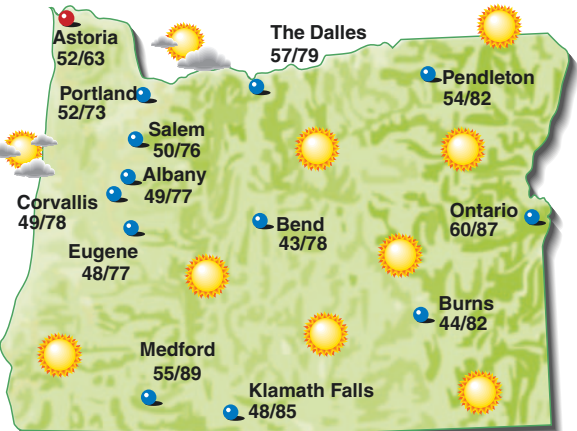 Astoria
52/63
The Dalles
57/79
Pendleton
54/82
Portland
52/73
Salem
50/76
Albany
49/77
Corvallis
49/78
Eugene
48/77
Bend
43/78
Ontario
60/87
Burns
44/82
Medford
55/89
Klamath Falls
48/85